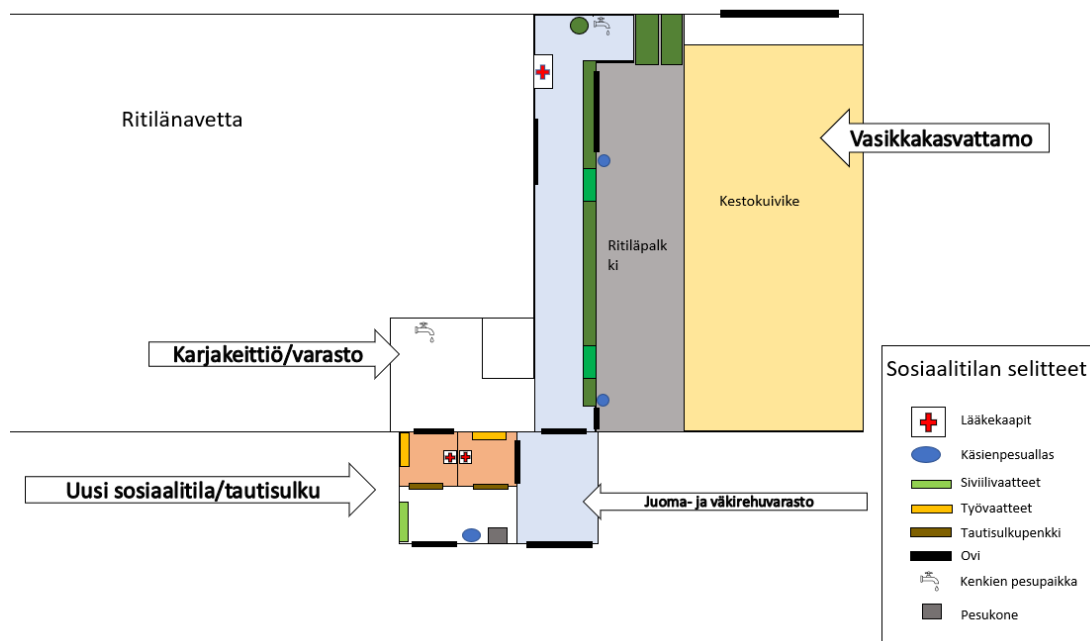 Ritilänavetta
Vasikkakasvattamo
Kestokuivike
Ritiläpalk
ki
Karjakeittiö/varasto
Uusi sosiaalitila/tautisulku
Juoma- ja väkirehuvarasto
Sosiaalitilan selitteet
Lääkekaapit
Käsienpesuallas
Siviilivaatteet
Työvaatteet
Tautisulkupenkki
Ovi
Kenkien pesupaikka
Pesukone